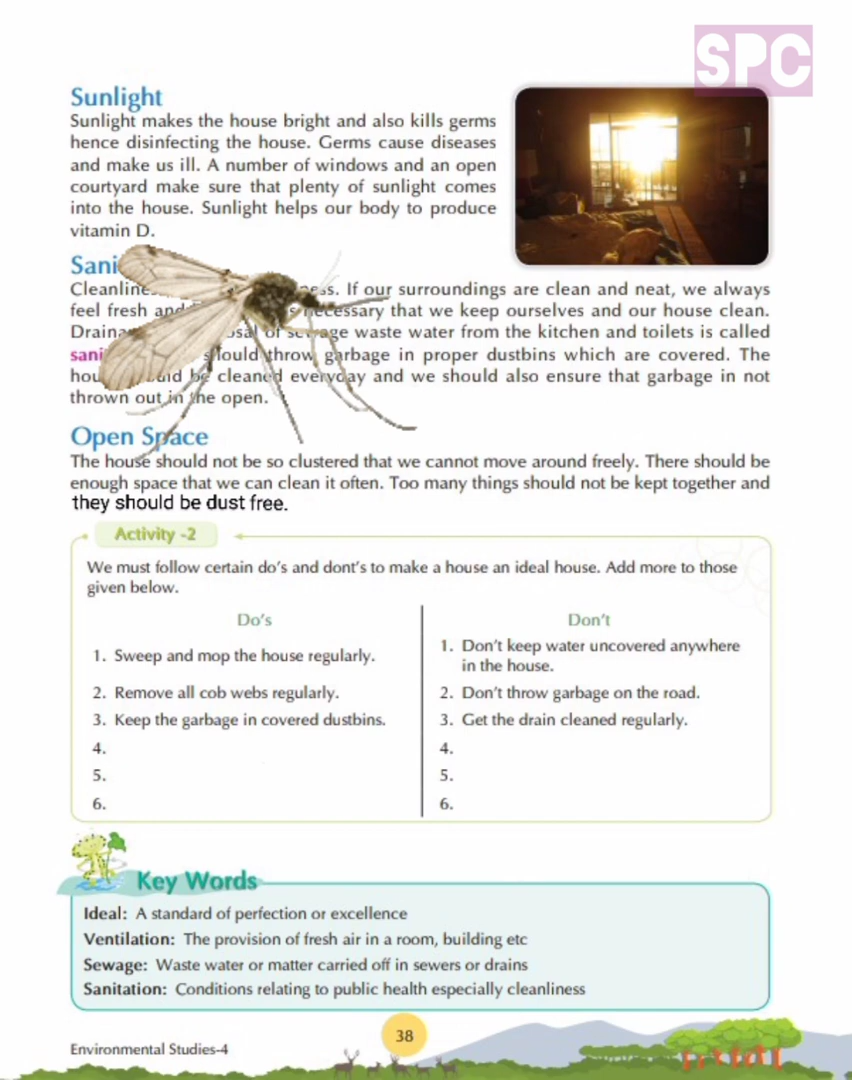 SPC
Sunlight
Sunlight makes the house bright and also kills germs
hence disinfecting the house. Germs cause diseases
and make us ill. A number of windows and an open
courtyard make sure that plenty of sunlight comes
into the house. Sunlight helps our body to produce
vitamin D.
Cleanline If our surroundings are clean and neat, we always
feel fresh and necessary that we keep ourselves and our house clean.
of sewage waste water from the kitchen and toilets is called
should throw garbage in proper dustbins which are covered. The
be cleaned everyday and we should also ensure that garbage in not
thrown out in the open.
Open Space
The house should not be so clustered that we cannot move around freely. There should be
enough space that we can clean it often. Too many things should not be kept together and
they should be dust free.
Activity -2
We must follow certain do's and dont's to make a house an ideal house. Add more to those
given below.
Do's
1. Sweep and mop the house regularly.
2. Remove all cob webs regularly.
3. Keep the garbage in covered dustbins.
4.
5.
6.
Don't
1. Don't keep water uncovered anywhere
in the house.
2. Don't throw garbage on the road.
3. Get the drain cleaned regularly.
4.
5.
6.
Key Words
Ideal: A standard of perfection or excellence
Ventilation: The provision of fresh air in a room, building etc
Sewage: Waste water or matter carried off in sewers or drains
Sanitation: Conditions relating to public health especially cleanliness
38
Environmental Studies-4